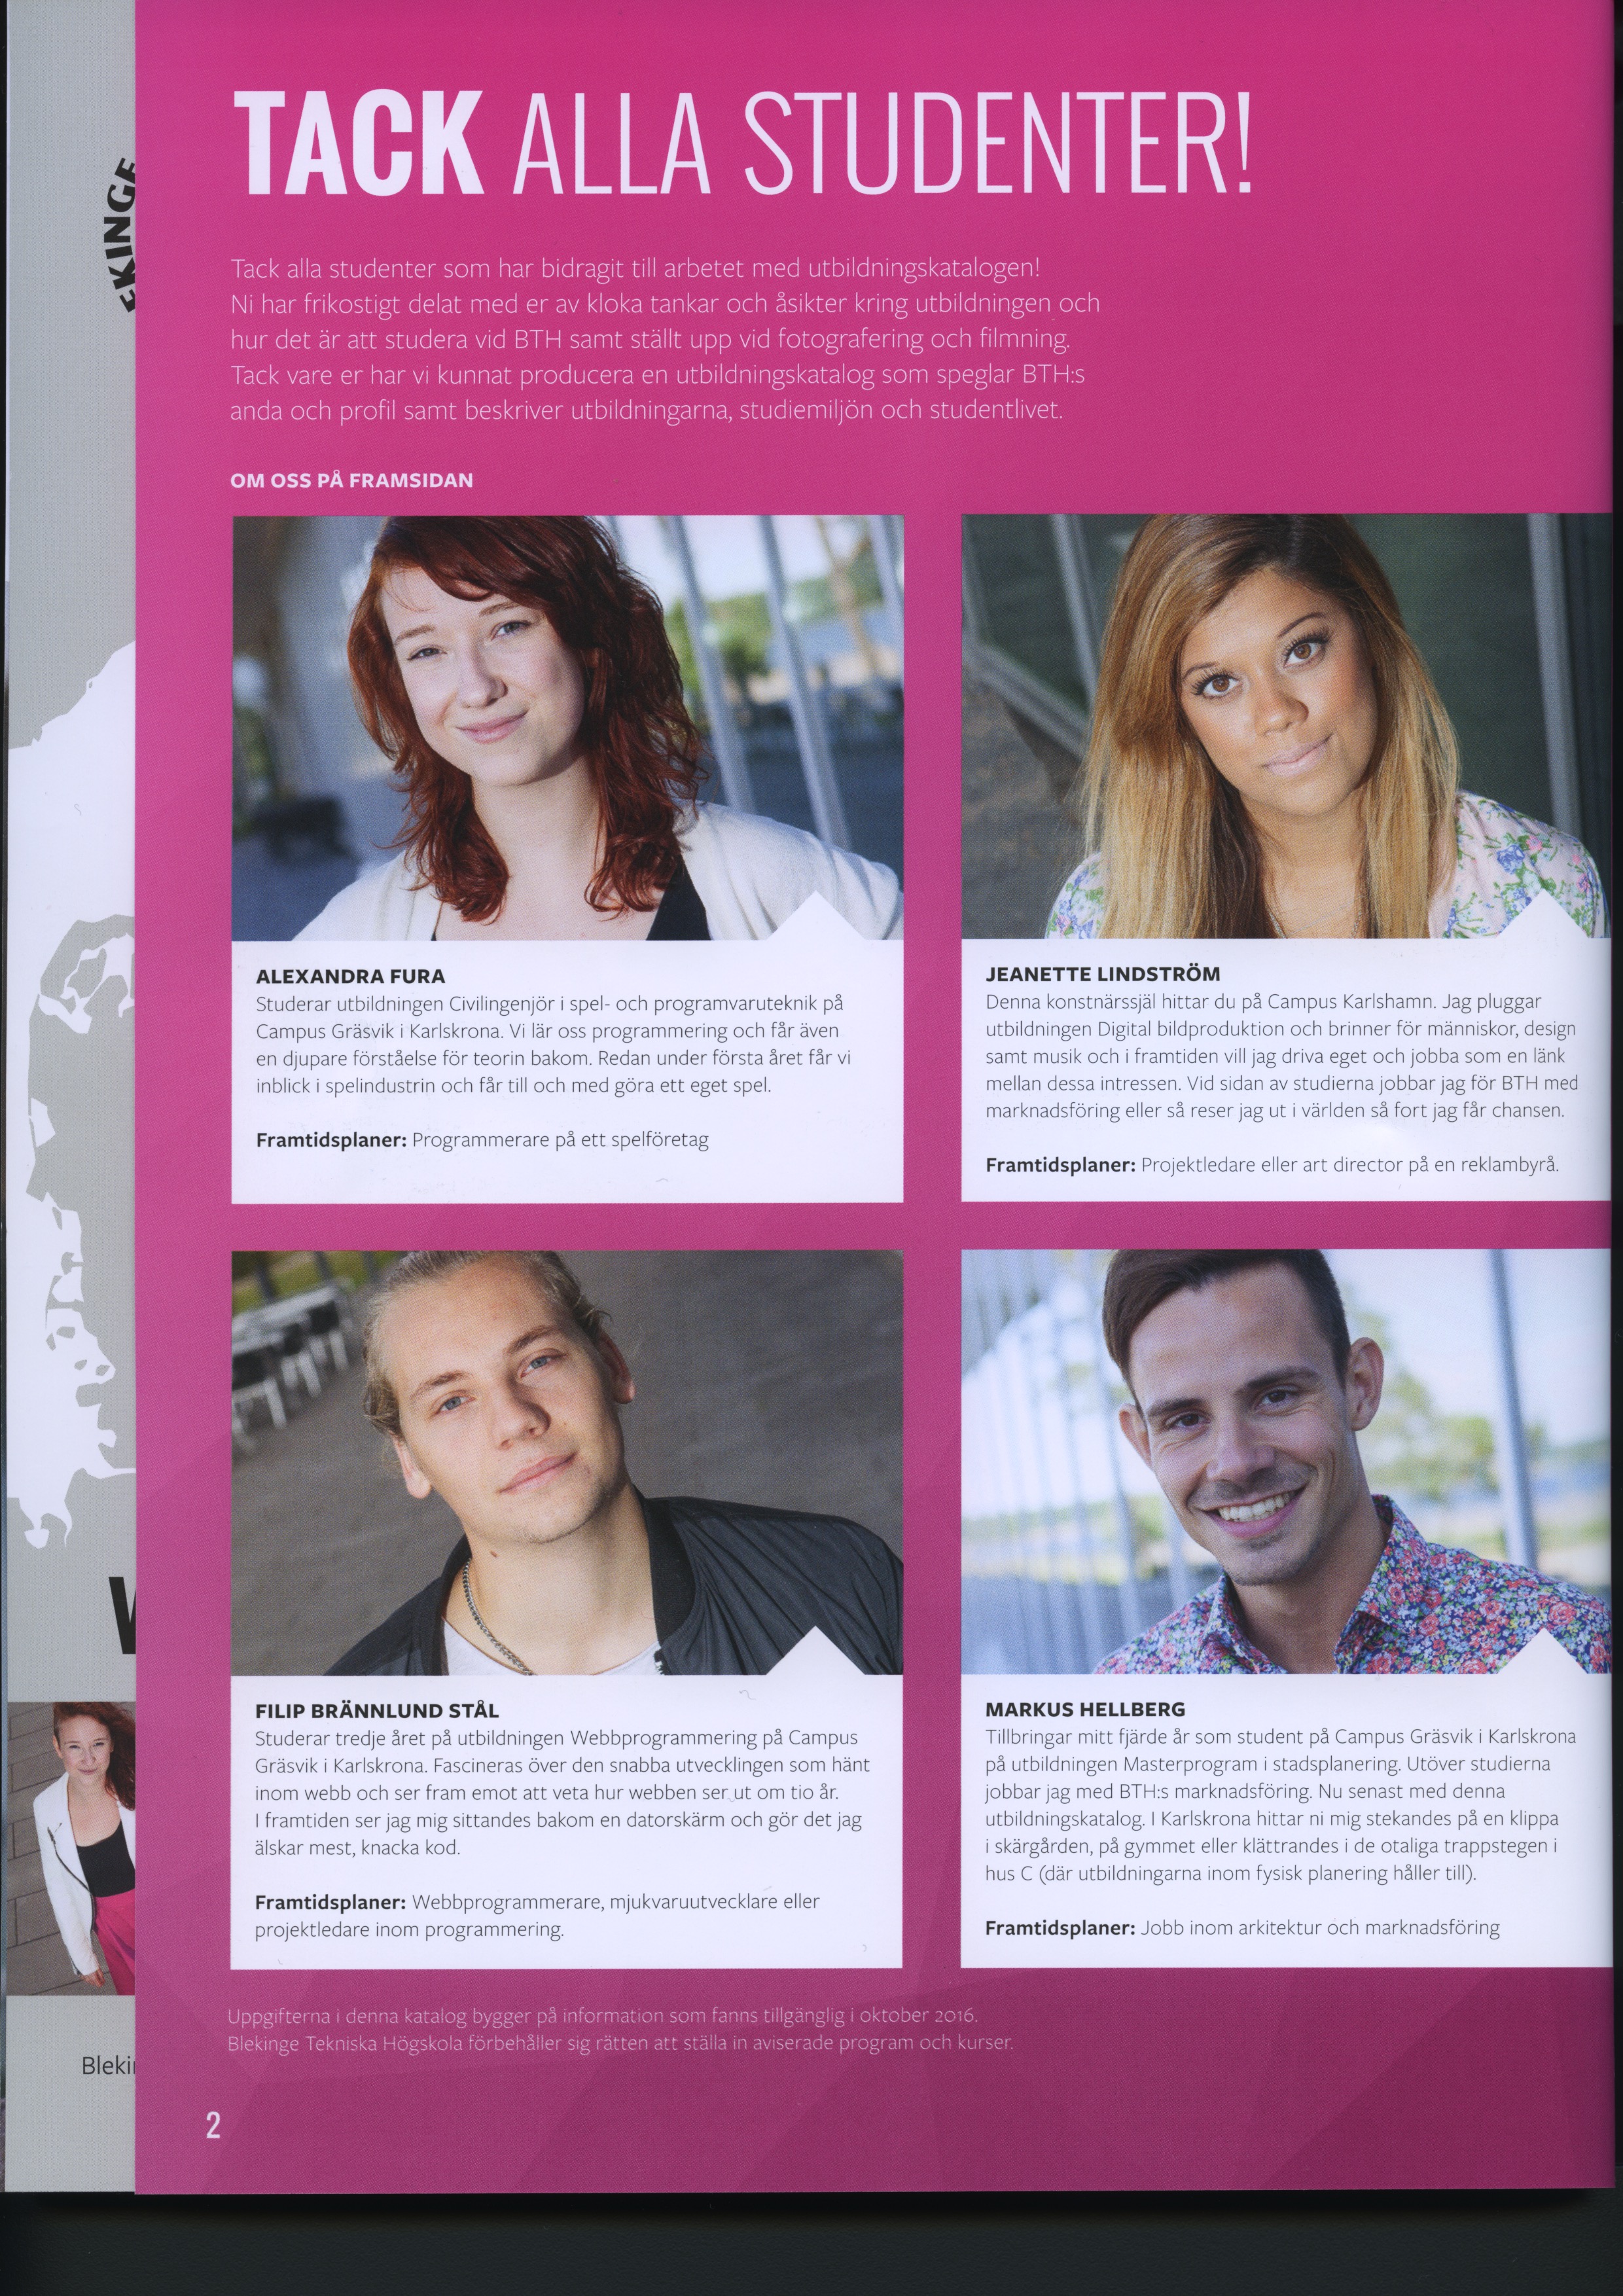 TACK ALLA STUDENTER!
Tack alla studenter som har bidragit till arbetet med utbildningskatalogen!
Ni har frikostigt delat med er av kloka tankar och åsikter kring utbildningen och
hur det är att studera vid BTH samt ställt upp vid fotografering och filmning.
Tack vare er har vi kunnat producera en utbildningskatalog som speglar BTH:s
anda och profil samt beskriver utbildningarna, studiemiljön och studentlivet.
OM OSS PÅ FRAMSIDAN
ALEXANDRA FURA
Studerar utbildningen Civilingenjör i spel- och programvaruteknik på
Campus Gräsvik i Karlskrona. Vi lär oss programmering och får även
en djupare förståelse för teorin bakom. Redan under första året får vi
inblick i spelindustrin och får till och med göra ett eget spel.
Framtidsplaner: Programmerare på ett spelföretag
JEANETTE LINDSTRÖM
Denna konstnärssjäl hittar du på Campus Karlshamn. Jag pluggar
utbildningen Digital bildproduktion och brinner för människor, design
samt musik och i framtiden vill jag driva eget och jobba som en länk
mellan dessa intressen. Vid sidan av studierna jobbar jag för BTH med
marknadsföring eller så reser jag ut i världen så fort jag får chansen.
Framtidsplaner: Projektledare eller art director på en reklambyrå.
FILIP BRÄNNLUND STÅL
Studerar tredje året på utbildningen Webbprogrammering på Campus
Gräsvik i Karlskrona. Fascineras över den snabba utvecklingen som hänt
inom webb och ser fram emot att veta hur webben ser ut om tio år.
I framtiden ser jag mig sittandes bakom en datorskärm och gör det jag
älskar mest, knacka kod.
Framtidsplaner: Webbprogrammerare, mjukvaruutvecklare eller
projektledare inom programmering.
MARKUS HELLBERG
Tillbringar mitt fjärde år som student på Campus Gräsvik i Karlskrona
på utbildningen Masterprogram i stadsplanering. Utöver studierna
jobbar jag med BTH:s marknadsföring. Nu senast med denna
utbildningskatalog. I Karlskrona hittar ni mig stekandes på en klippa
i skärgården, på gymmet eller klättrandes i de otaliga trappstegen i
hus C (där utbildningarna inom fysisk planering håller till).
Framtidsplaner: Jobb inom arkitektur och marknadsföring
Uppgifterna i denna katalog bygger på information som fanns tillgänglig i oktober 2016.
Blekinge Tekniska Högskola förbehåller sig rätten att ställa in aviserade program och kurser.
2